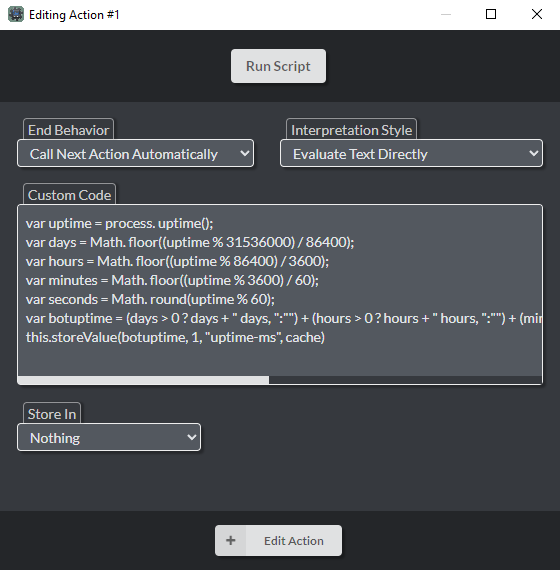 Editing Action #1
Run Script
End Behavior
Interpretation Style
Call Next Action Automatically
Evaluate Text Directly
Custom Code
var uptime = process. uptime();
var days = Math. floor((uptime % 31536000) / 86400);
var hours = Math. floor((uptime % 86400) / 3600);
var minutes = Math. floor((uptime % 3600) / 60);
var seconds = Math. round(uptime % 60);
var botuptime = (days > 0 ? days + " days, ":"") + (hours > 0 ? hours + " hours, ":"") + (min
this.storeValue(botuptime, 1, "uptime-ms", cache)
Store In
Nothing
+ Edit Action